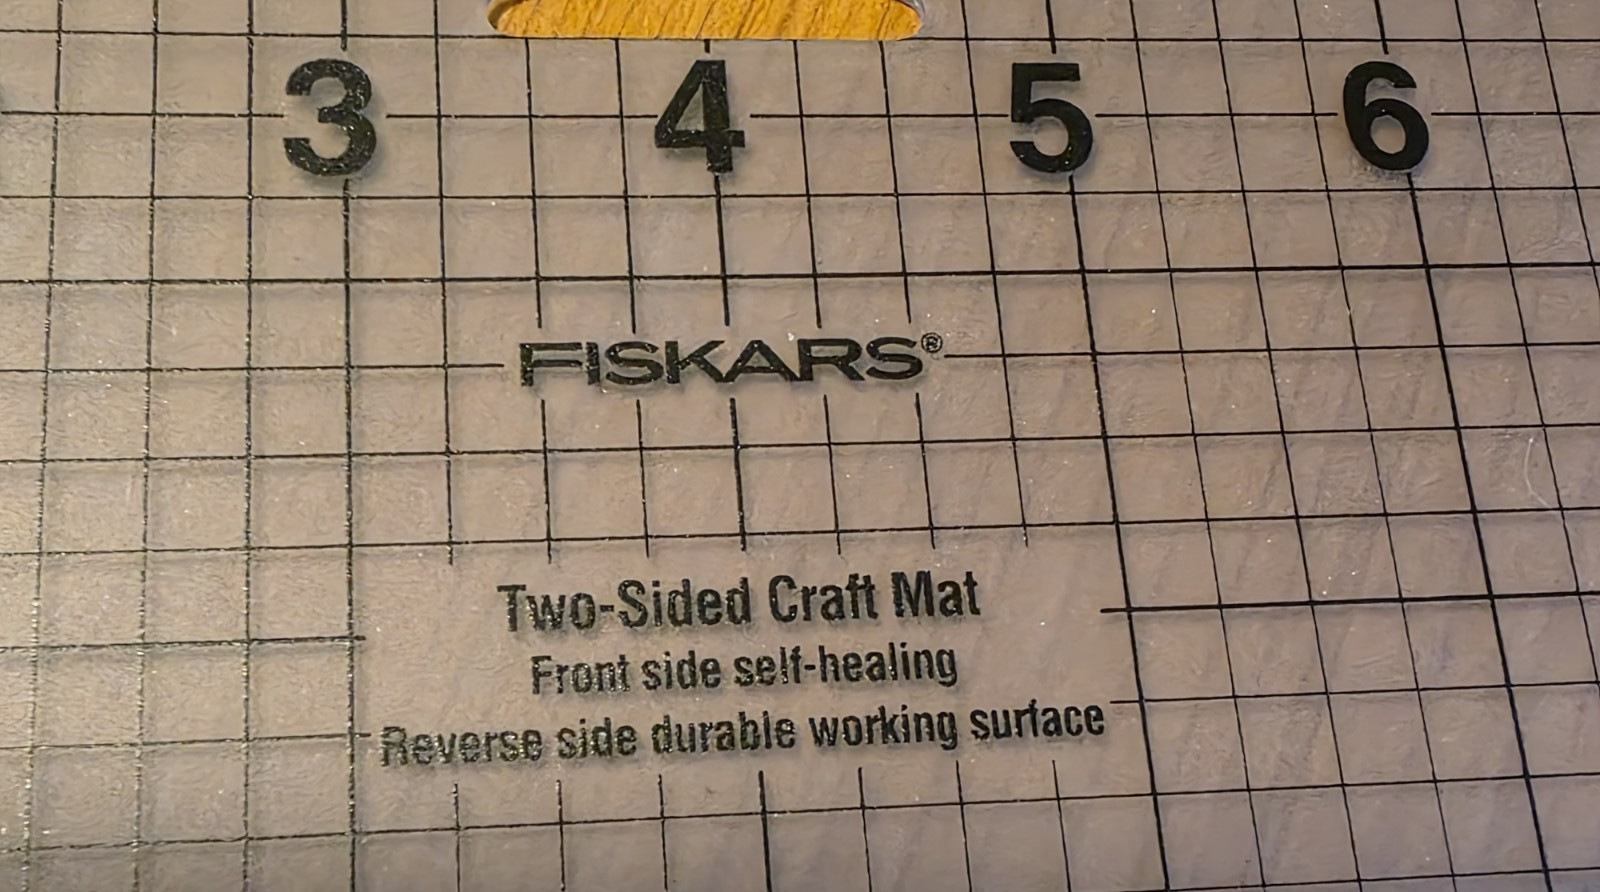 3 4 5 6
FISKARS®
Two-Sided Craft Mat
Front side self-healing
Reverse side durable working surface